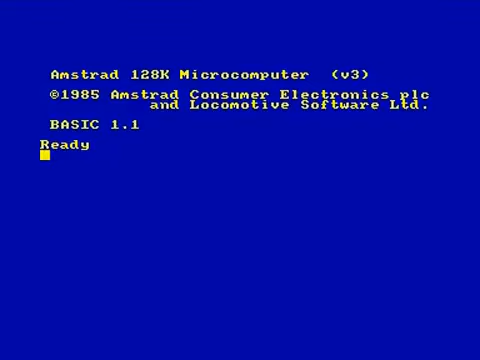 Amstrad 128K Microcomputer (v3)
©1985 Amstrad Consumer Electronics plc
and Locomotive Software Ltd.
BASIC 1.1
Ready